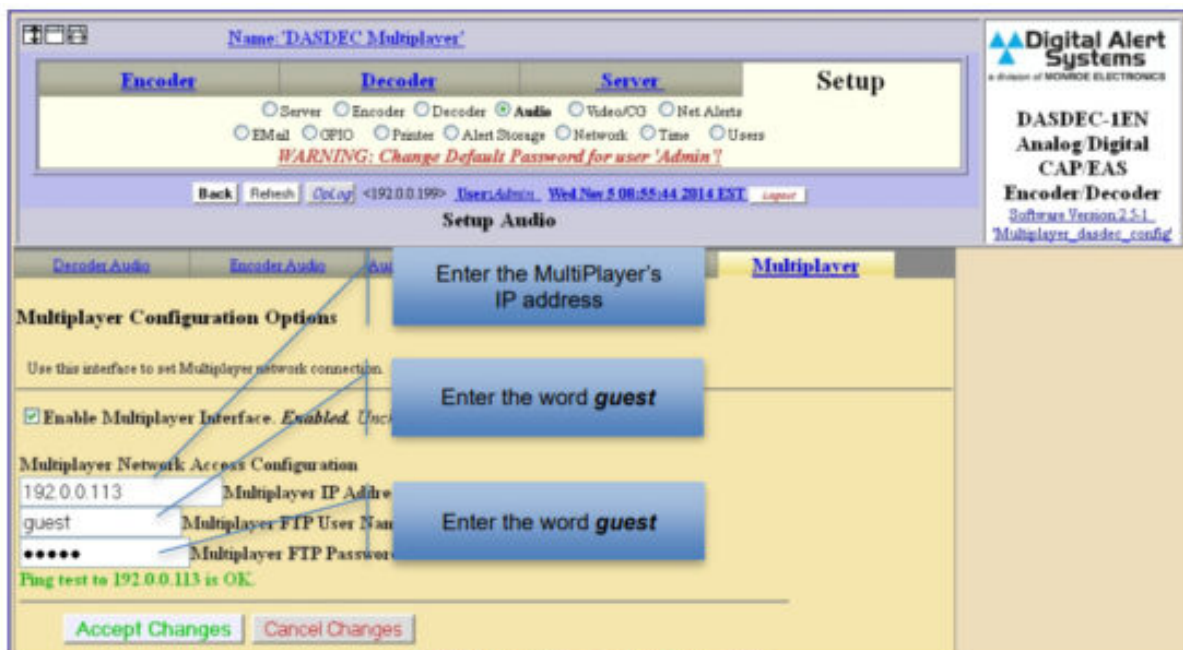 Name: 'DASDEC Multiplayer'
Encoder Decoder Server Setup
Server Encoder Decoder Audio Video/CG Net Alerts
EMail GPIO Printer Alert Storage Network Time Users
WARNING: Change Default Password for user 'Admin'!
Back Refresh OpLog <192.0.0.199> User:Admin Wed Nov 5 08:55:44 2014 EST Logout
Setup Audio
Digital Alert
Systems
a division of MONROE ELECTRONICS
DASDEC-1EN
Analog/Digital
CAP/EAS
Encoder/Decoder
Software Version:2.5-1
'Multiplayer_dasdec_config'
Decoder Audio Encoder Audio Multiplayer
Enter the MultiPlayer's
IP address
Multiplayer Configuration Options
Use this interface to set Multiplayer network connection.
Enter the word guest
Enable Multiplayer Interface. Enabled.
Multiplayer Network Access Configuration
192.0.0.113 Multiplayer IP
guest Multiplayer FTP User
Enter the word guest
••••• Multiplayer FTP
Ping test to 192.0.0.113 is OK.
Accept Changes Cancel Changes